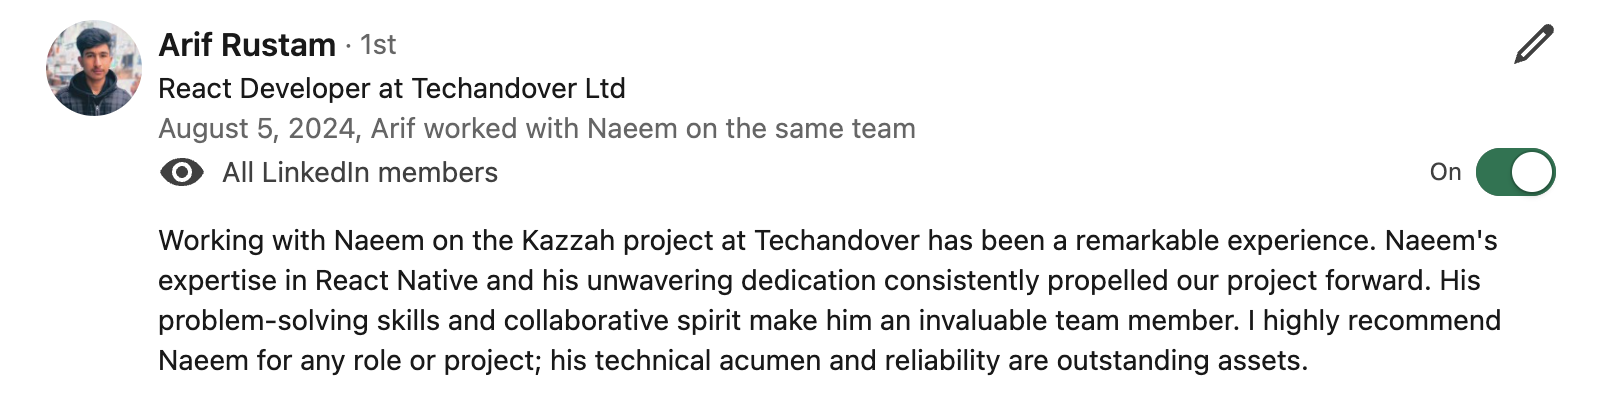 Arif Rustam · 1st
React Developer at Techandover Ltd
August 5, 2024, Arif worked with Naeem on the same team
All LinkedIn members
On
Working with Naeem on the Kazzah project at Techandover has been a remarkable experience. Naeem's
expertise in React Native and his unwavering dedication consistently propelled our project forward. His
problem-solving skills and collaborative spirit make him an invaluable team member. I highly recommend
Naeem for any role or project; his technical acumen and reliability are outstanding assets.